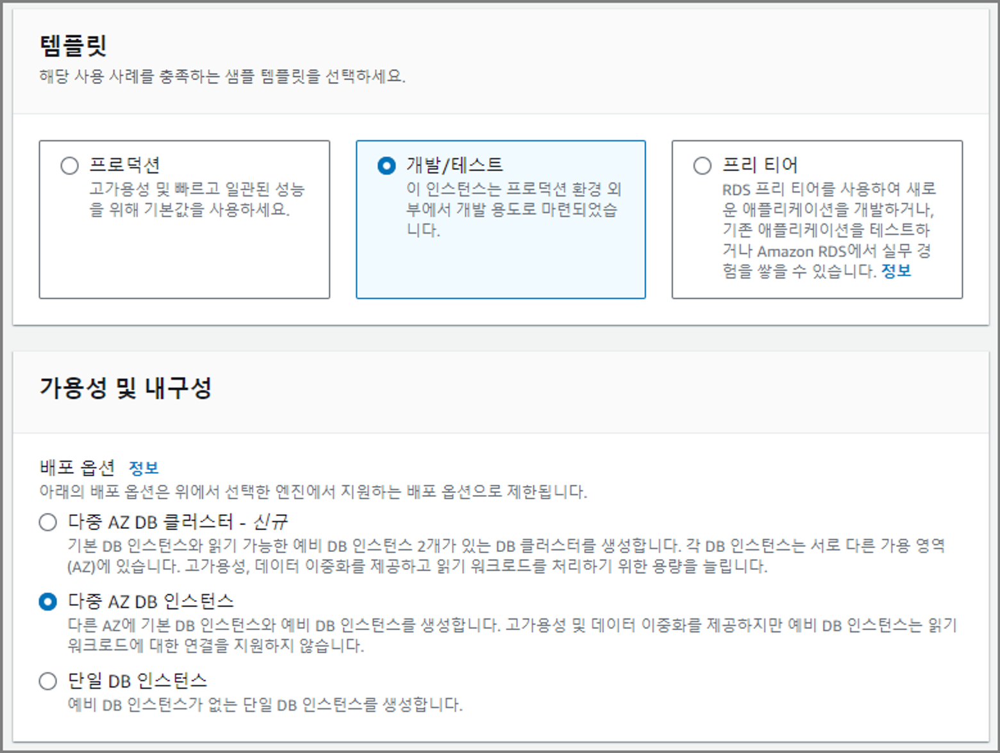 템플릿
해당 사용 사례를 충족하는 샘플 템플릿을 선택하세요.
프로덕션
고가용성 및 빠르고 일관된 성능
을 위해 기본값을 사용하세요.
개발/테스트
이 인스턴스는 프로덕션 환경 외
부에서 개발 용도로 마련되었습
니다.
프리 티어
RDS 프리 티어를 사용하여 새로
운 애플리케이션을 개발하거나,
기존 애플리케이션을 테스트하
거나 Amazon RDS에서 실무 경
험을 쌓을 수 있습니다. 정보
가용성 및 내구성
배포 옵션 정보
아래의 배포 옵션은 위에서 선택한 엔진에서 지원하는 배포 옵션으로 제한됩니다.
다중 AZ DB 클러스터 - 신규
기본 DB 인스턴스와 읽기 가능한 예비 DB 인스턴스 2개가 있는 DB 클러스터를 생성합니다. 각 DB 인스턴스는 서로 다른 가용 영역
(AZ)에 있습니다. 고가용성, 데이터 이중화를 제공하고 읽기 워크로드를 처리하기 위한 용량을 늘립니다.
다중 AZ DB 인스턴스
다른 AZ에 기본 DB 인스턴스와 예비 DB 인스턴스를 생성합니다. 고가용성 및 데이터 이중화를 제공하지만 예비 DB 인스턴스는 읽기
워크로드에 대한 연결을 지원하지 않습니다.
단일 DB 인스턴스
예비 DB 인스턴스가 없는 단일 DB 인스턴스를 생성합니다.